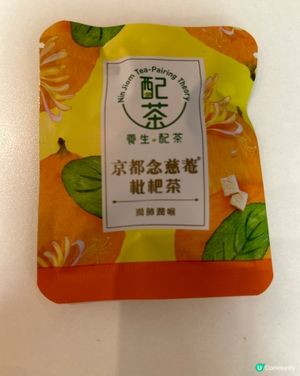 Nin Jiom Tea-Pairing Theory
配
茶
養生·配茶
京都念慈菴®
枇杷茶
潤肺潤喉
U Community